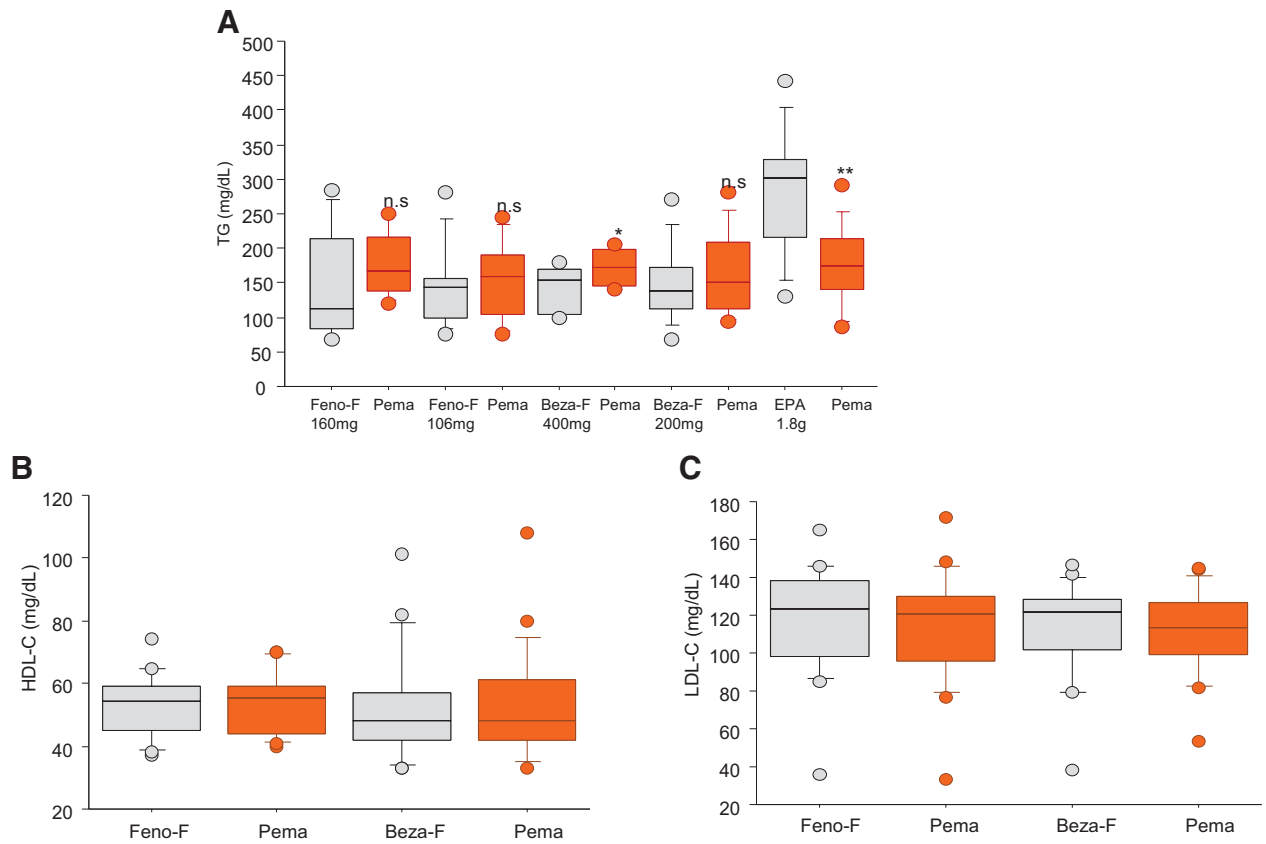 A
500
450
400
350
300
250
200
150
100
50
0
TG (mg/dL)
n.s
n.s
*
n.s
**
Feno-F Pema Feno-F Pema Beza-F Pema Beza-F Pema EPA Pema
160mg 106mg 400mg 200mg 1.8g
B
120
100
80
60
40
20
HDL-C (mg/dL)
Feno-F Pema Beza-F Pema
C
180
160
140
120
100
80
60
40
20
LDL-C (mg/dL)
Feno-F Pema Beza-F Pema